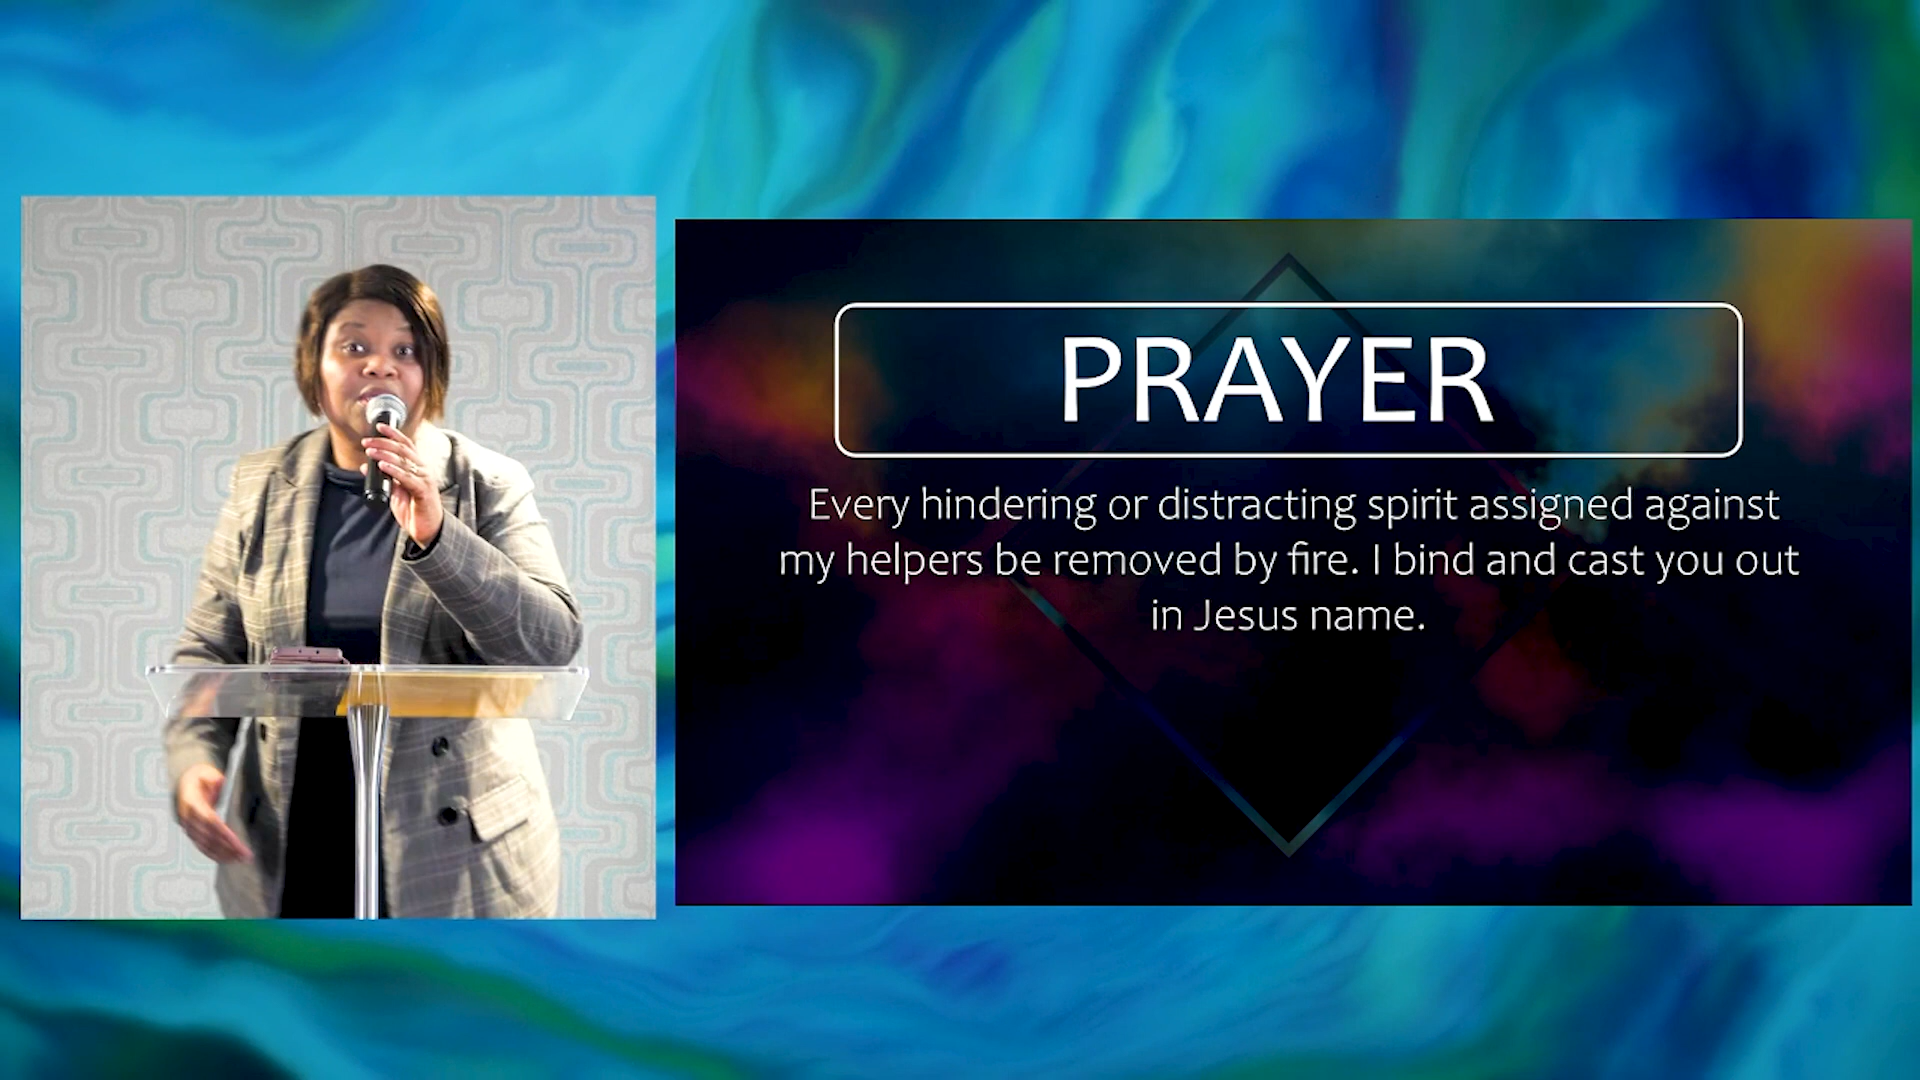 PRAYER
Every hindering or distracting spirit assigned against
my helpers be removed by fire. I bind and cast you out
in Jesus name.